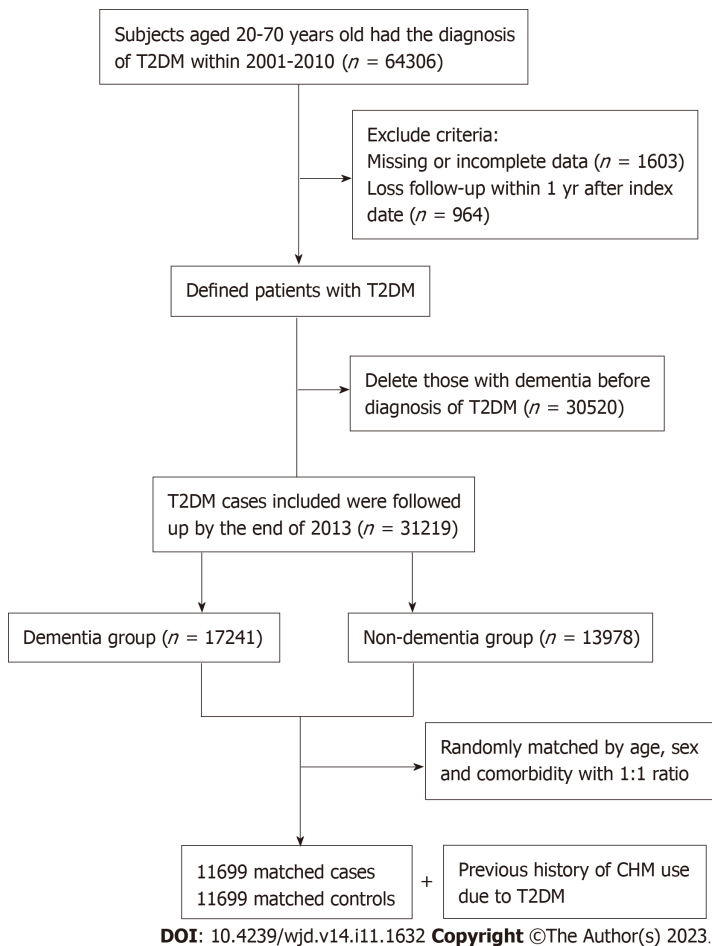 Subjects aged 20-70 years old had the diagnosis
of T2DM within 2001-2010 (n = 64306)
Exclude criteria:
Missing or incomplete data (n = 1603)
Loss follow-up within 1 yr after index
date (n = 964)
Defined patients with T2DM
Delete those with dementia before
diagnosis of T2DM (n = 30520)
T2DM cases included were followed
up by the end of 2013 (n = 31219)
Dementia group (n = 17241)
Non-dementia group (n = 13978)
Randomly matched by age, sex
and comorbidity with 1:1 ratio
11699 matched cases
11699 matched controls
+
Previous history of CHM use
due to T2DM
DOI: 10.4239/wjd.v14.i11.1632 Copyright ©The Author(s) 2023.